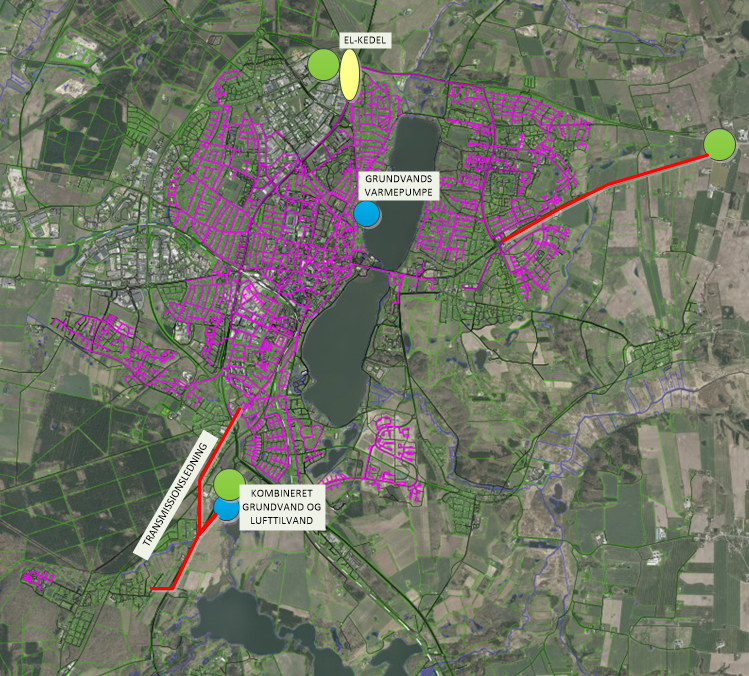 EL-KEDEL
GRUNDVANDS
VARMEPUMPE
TRANSMISSIONSLEDNING
KOMBINERET
GRUNDVAND OG
LUFTTILVAND